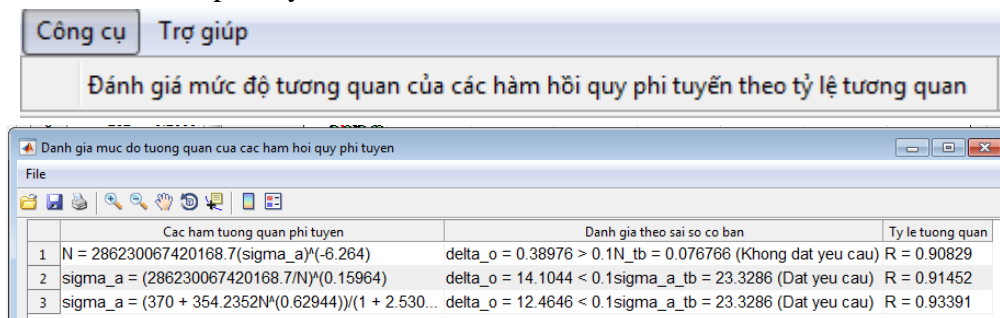 Công cụ Trợ giúp
Đánh giá mức độ tương quan của các hàm hồi quy phi tuyến theo tỷ lệ tương quan
Danh gia muc do tuong quan cua cac ham hoi quy phi tuyen
File
Cac ham tuong quan phi tuyen Danh gia theo sai so co ban Ty le tuong quan
1 N = 286230067420168.7(sigma_a)^(-6.264) delta_o = 0.38976 > 0.1N_tb = 0.076766 (Khong dat yeu cau) R = 0.90829
2 sigma_a = (286230067420168.7/N)^(0.15964) delta_o = 14.1044 < 0.1sigma_a_tb = 23.3286 (Dat yeu cau) R = 0.91452
3 sigma_a = (370 + 354.2352N^(0.62944))/(1 + 2.530... delta_o = 12.4646 < 0.1sigma_a_tb = 23.3286 (Dat yeu cau) R = 0.93391